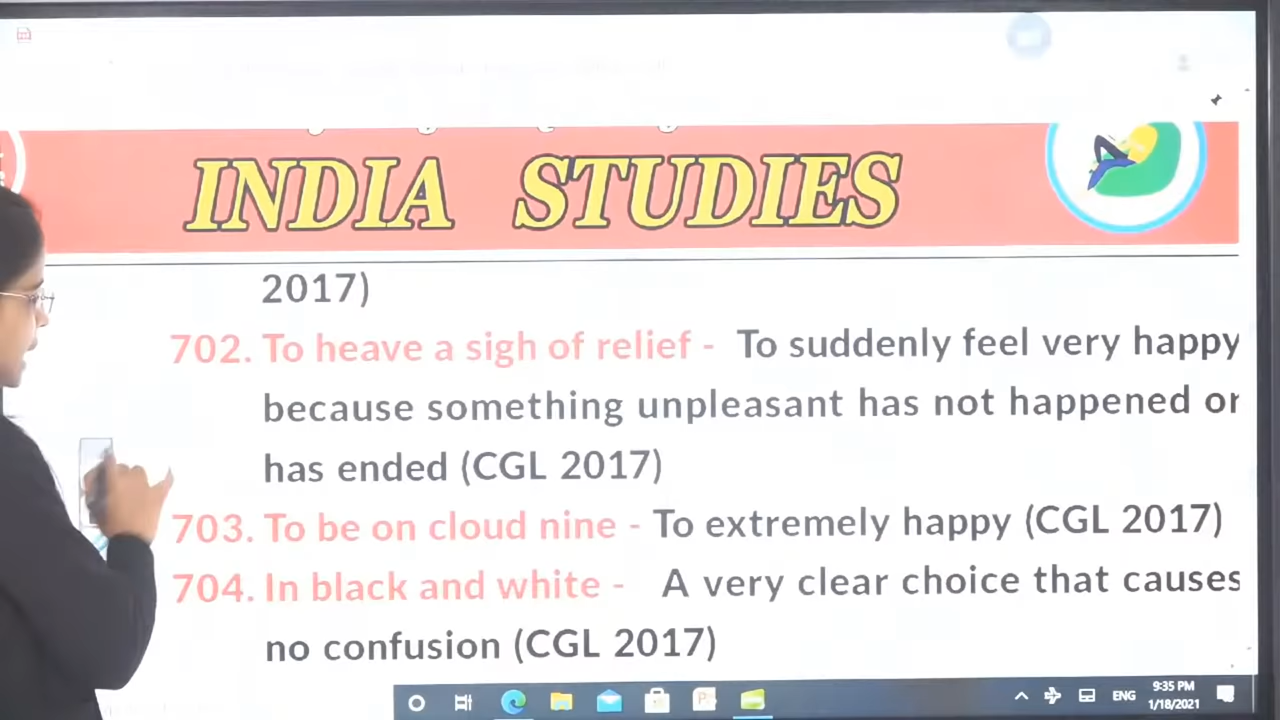 INDIA STUDIES
2017)
702. To heave a sigh of relief - To suddenly feel very happy
because something unpleasant has not happened or
has ended (CGL 2017)
703. To be on cloud nine - To extremely happy (CGL 2017)
704. In black and white - A very clear choice that causes
no confusion (CGL 2017)
ENG
9:35 PM
1/18/2021